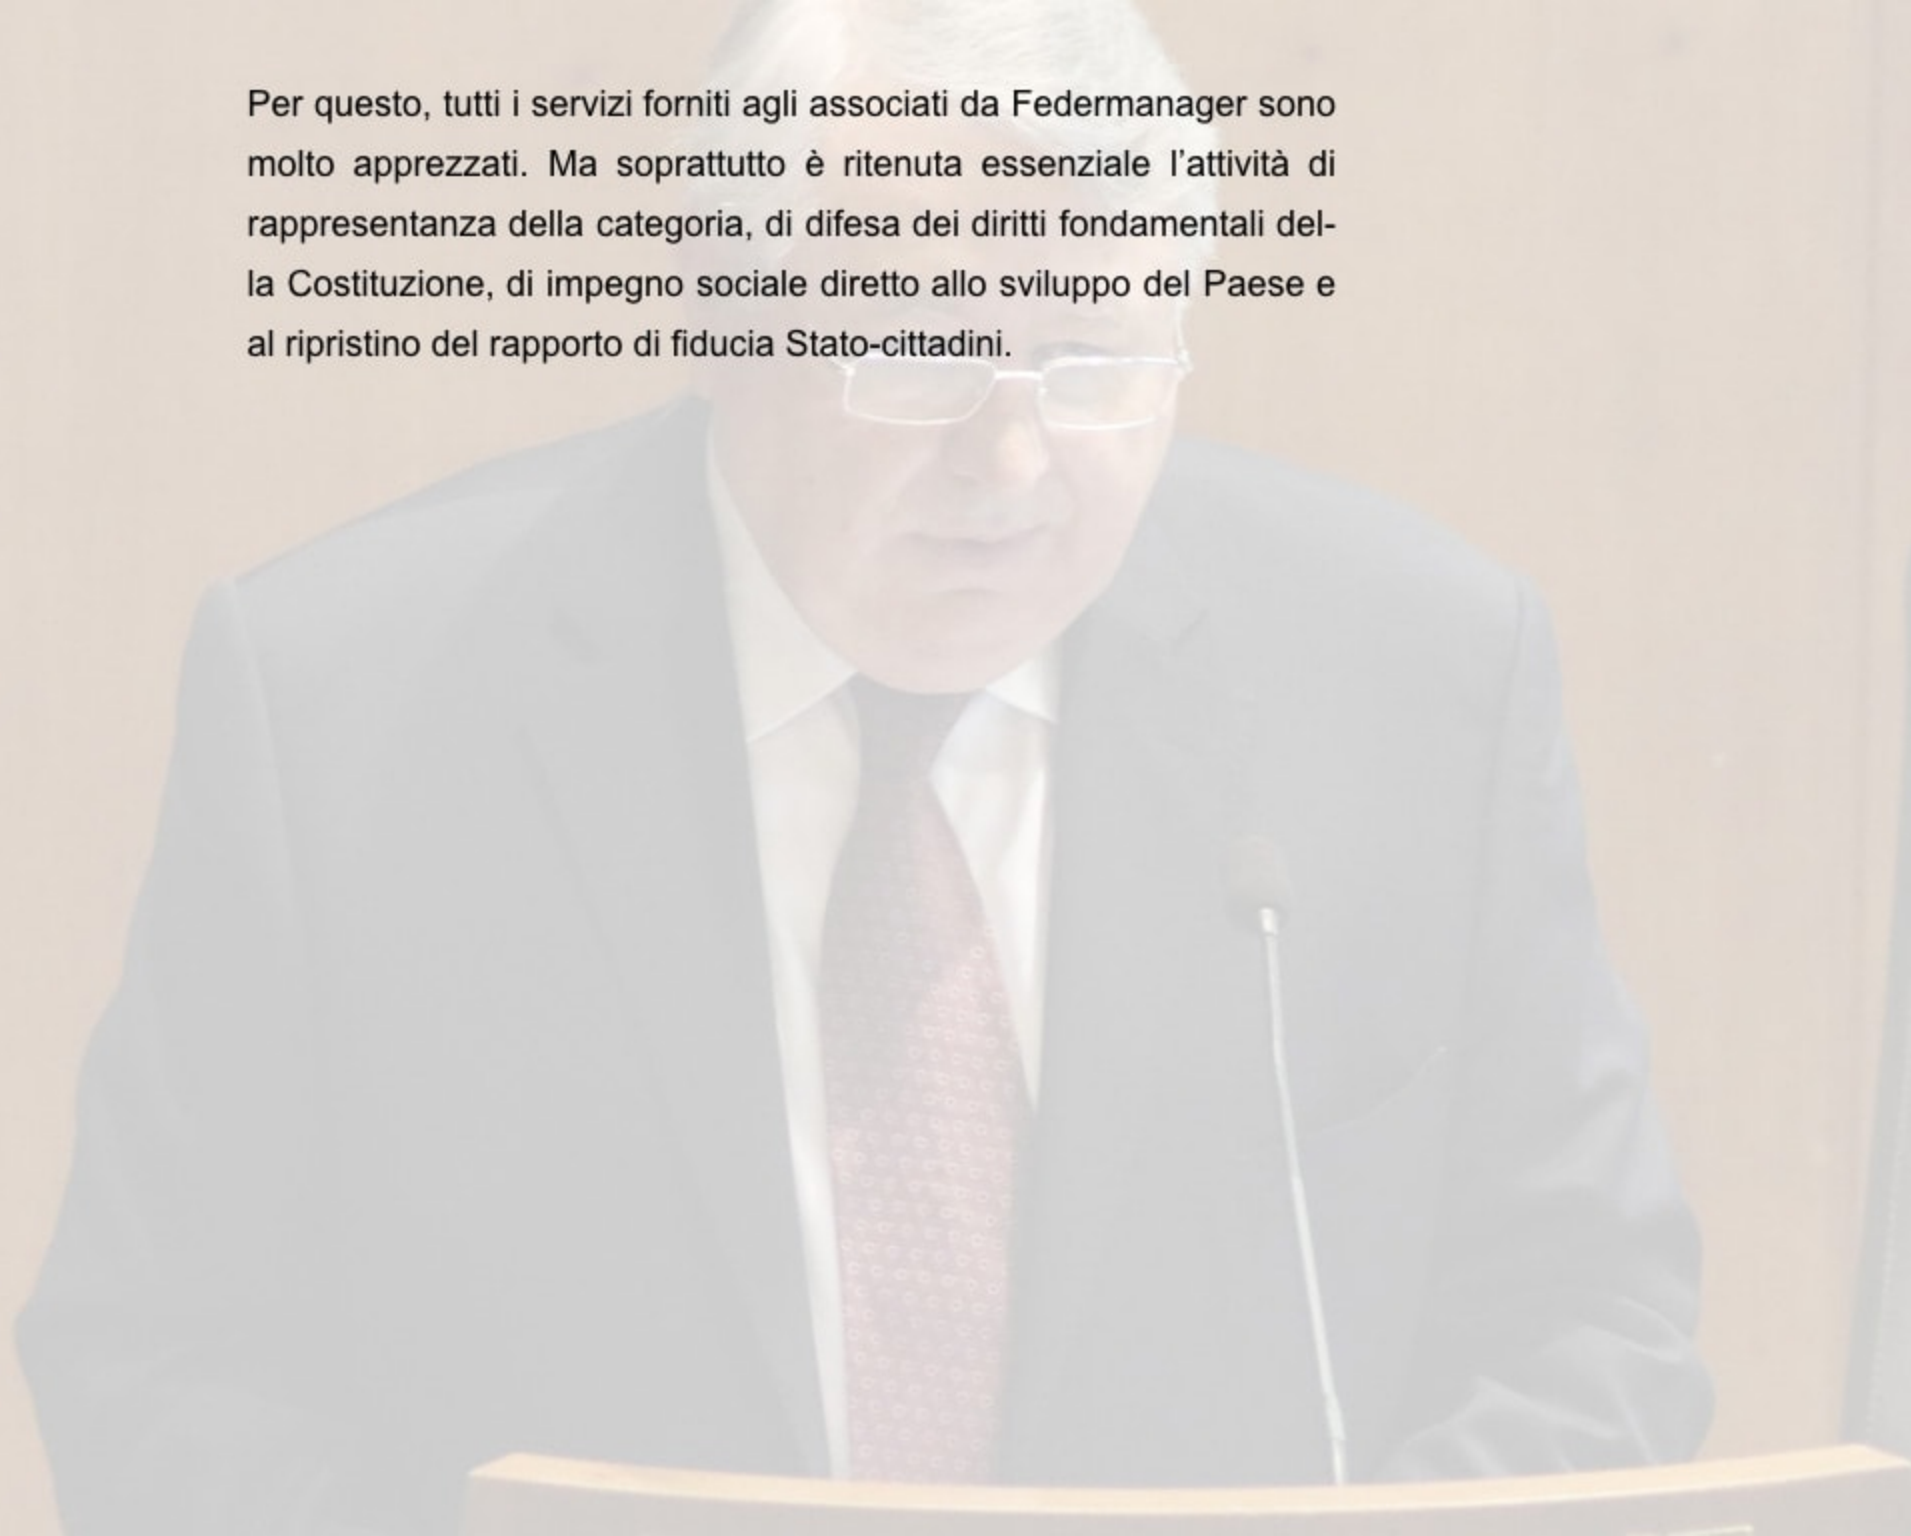 Per questo, tutti i servizi forniti agli associati da Federmanager sono
molto apprezzati. Ma soprattutto è ritenuta essenziale l’attività di
rappresentanza della categoria, di difesa dei diritti fondamentali del-
la Costituzione, di impegno sociale diretto allo sviluppo del Paese e
al ripristino del rapporto di fiducia Stato-cittadini.